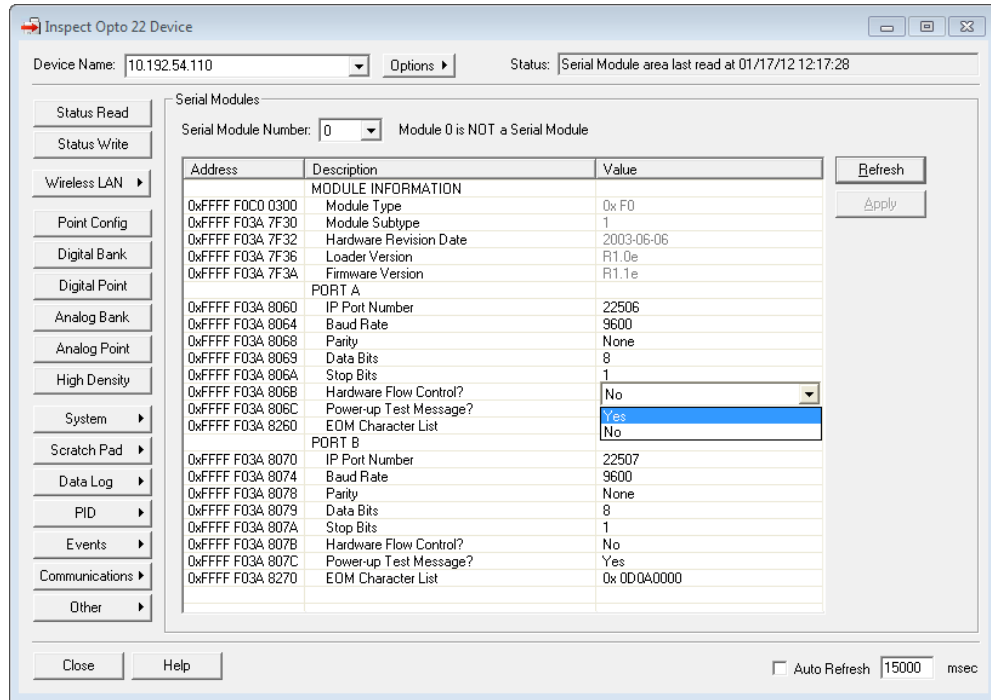 Inspect Opto 22 Device
Device Name: 10.192.54.110 Options Status: Serial Module area last read at 01/17/12 12:17:28
Status Read
Status Write
Wireless LAN
Point Config
Digital Bank
Digital Point
Analog Bank
Analog Point
High Density
System
Scratch Pad
Data Log
PID
Events
Communications
Other
Serial Modules
Serial Module Number: 0 Module 0 is NOT a Serial Module
Address Description Value
MODULE INFORMATION
0xFFFF F0C0 0300 Module Type 0x F0
0xFFFF F03A 7F30 Module Subtype 1
0xFFFF F03A 7F32 Hardware Revision Date 2003-06-06
0xFFFF F03A 7F36 Loader Version R1.0e
0xFFFF F03A 7F3A Firmware Version R1.1e
PORT A
0xFFFF F03A 8060 IP Port Number 22506
0xFFFF F03A 8064 Baud Rate 9600
0xFFFF F03A 8068 Parity None
0xFFFF F03A 8069 Data Bits 8
0xFFFF F03A 806A Stop Bits 1
0xFFFF F03A 806B Hardware Flow Control? No
0xFFFF F03A 806C Power-up Test Message? Yes
0xFFFF F03A 8260 EOM Character List No
PORT B
0xFFFF F03A 8070 IP Port Number 22507
0xFFFF F03A 8074 Baud Rate 9600
0xFFFF F03A 8078 Parity None
0xFFFF F03A 8079 Data Bits 8
0xFFFF F03A 807A Stop Bits 1
0xFFFF F03A 807B Hardware Flow Control? No
0xFFFF F03A 807C Power-up Test Message? Yes
0xFFFF F03A 8270 EOM Character List 0x 0D0A0000
Refresh
Apply
Close Help Auto Refresh 15000 msec